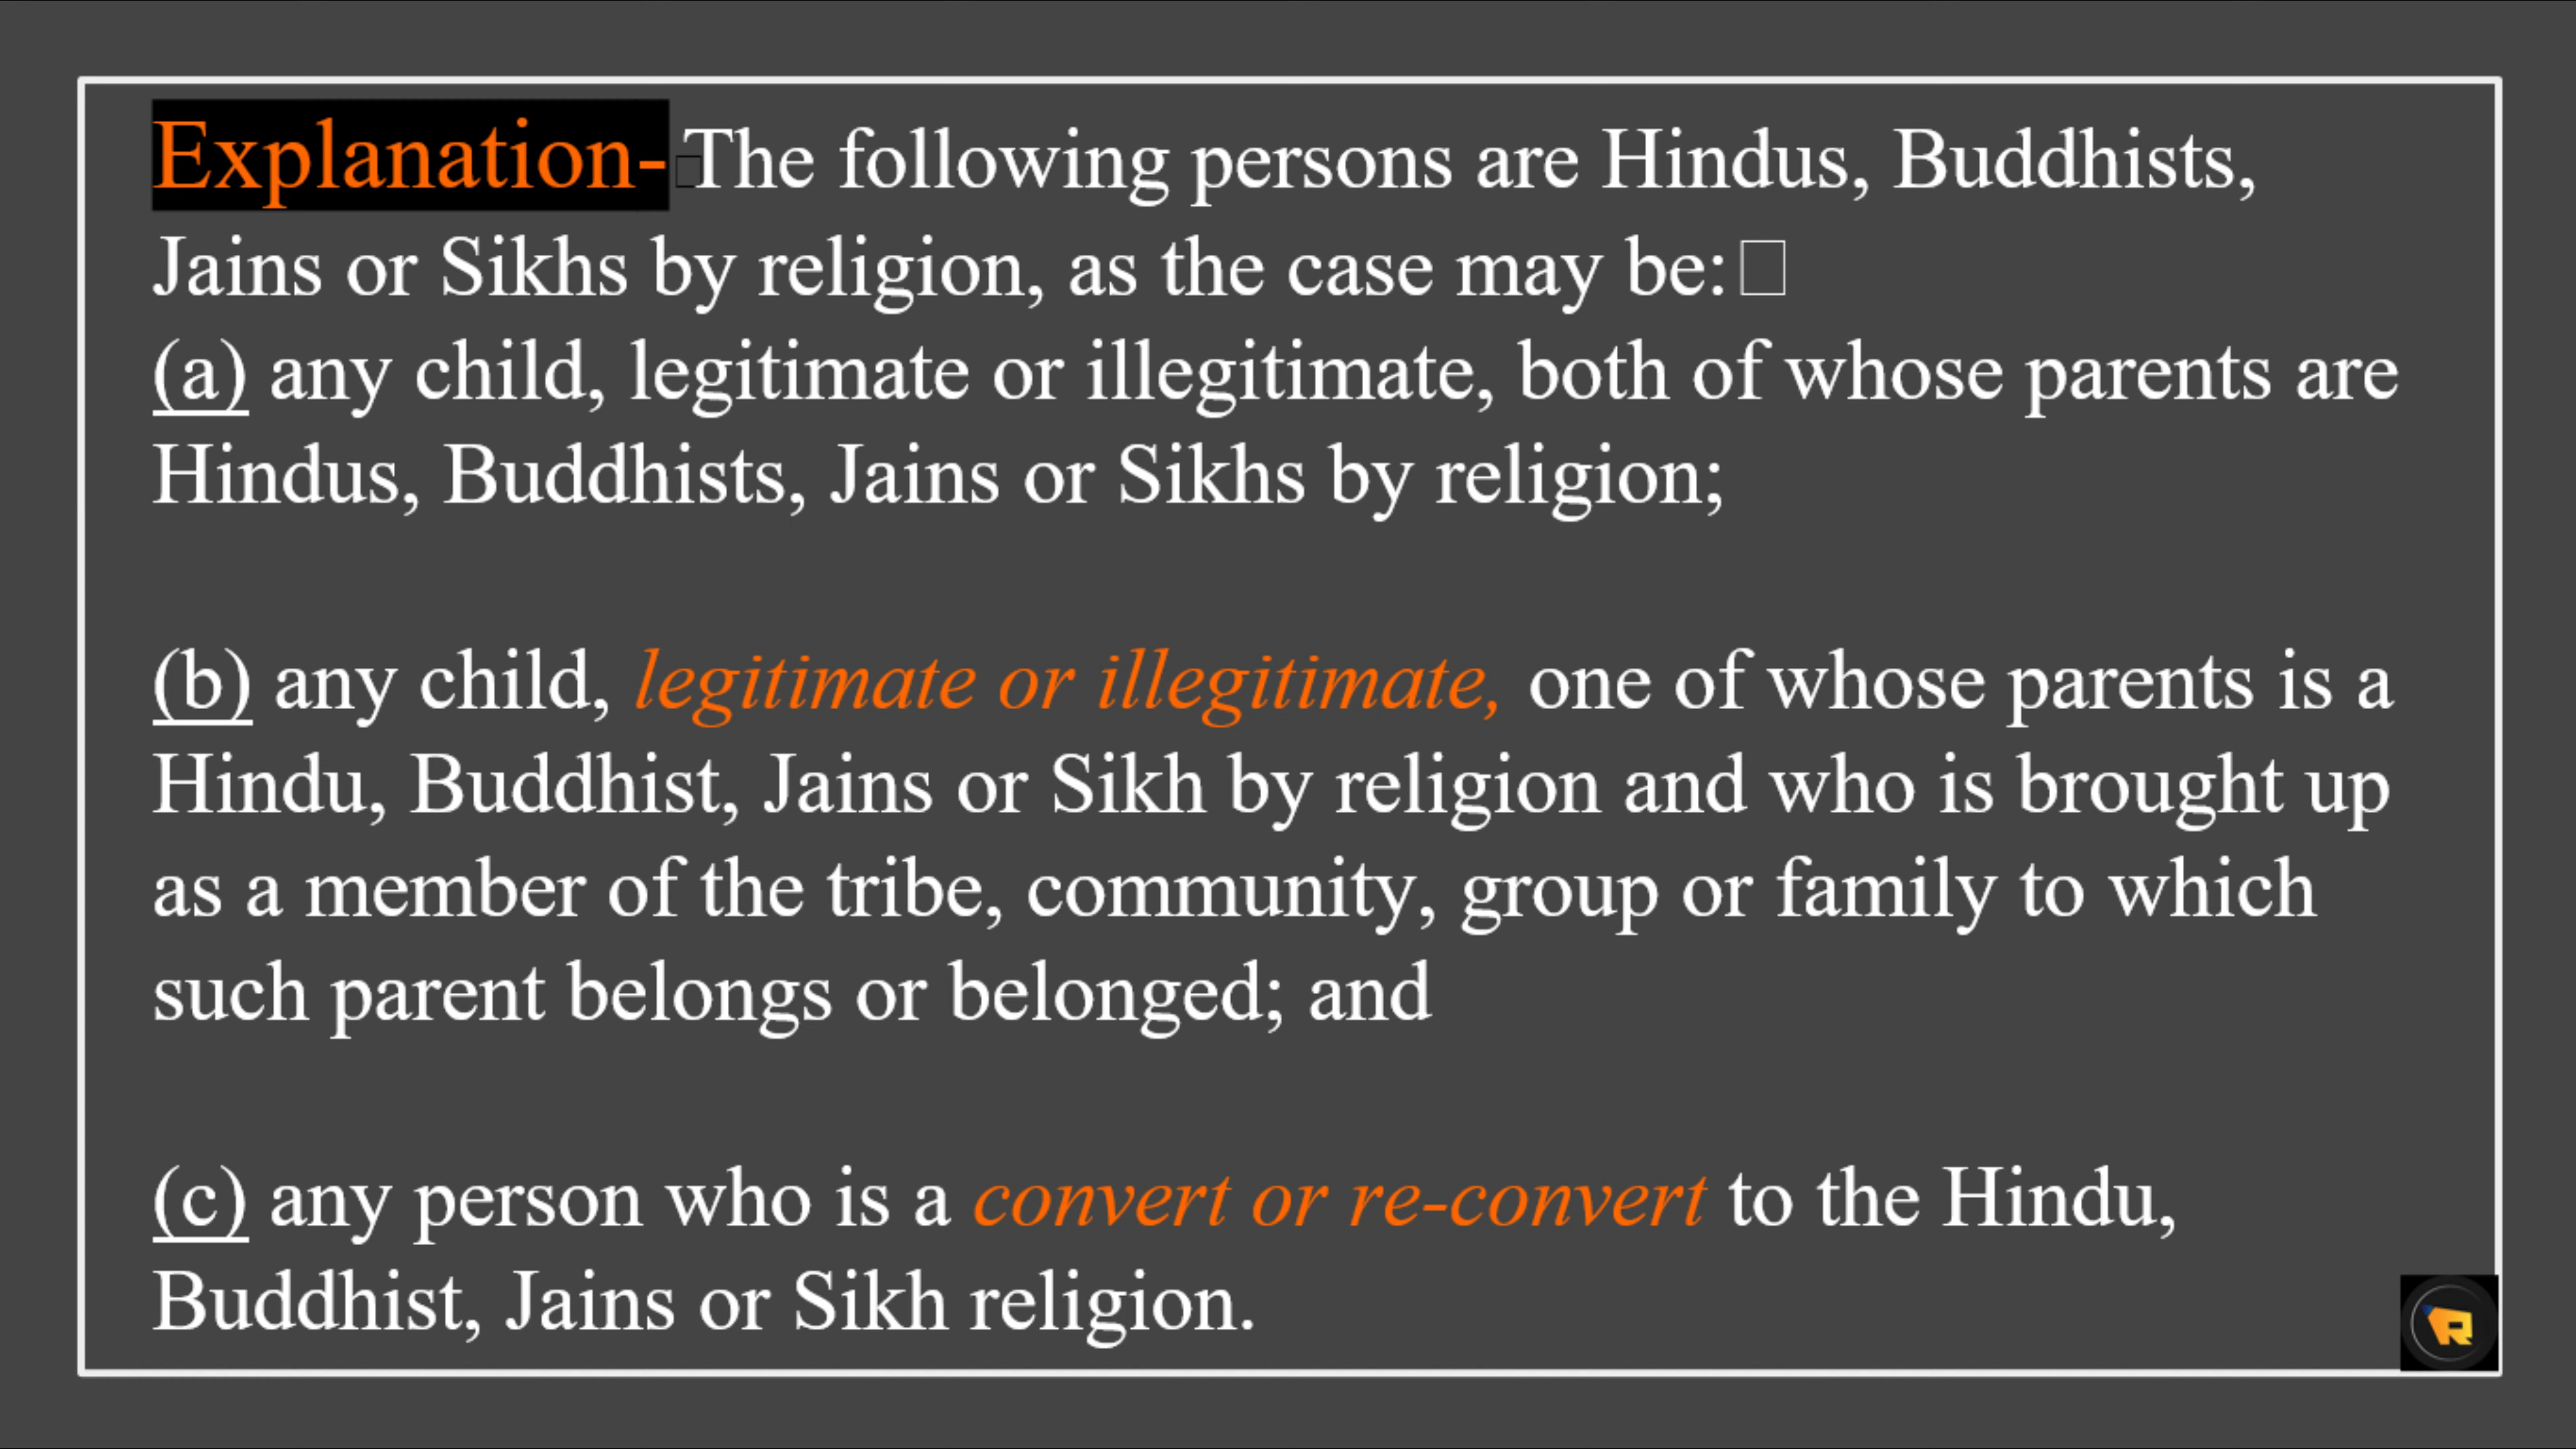 Explanation- The following persons are Hindus, Buddhists,
Jains or Sikhs by religion, as the case may be:
(a) any child, legitimate or illegitimate, both of whose parents are
Hindus, Buddhists, Jains or Sikhs by religion;
(b) any child, legitimate or illegitimate, one of whose parents is a
Hindu, Buddhist, Jains or Sikh by religion and who is brought up
as a member of the tribe, community, group or family to which
such parent belongs or belonged; and
(c) any person who is a convert or re-convert to the Hindu,
Buddhist, Jains or Sikh religion.
R